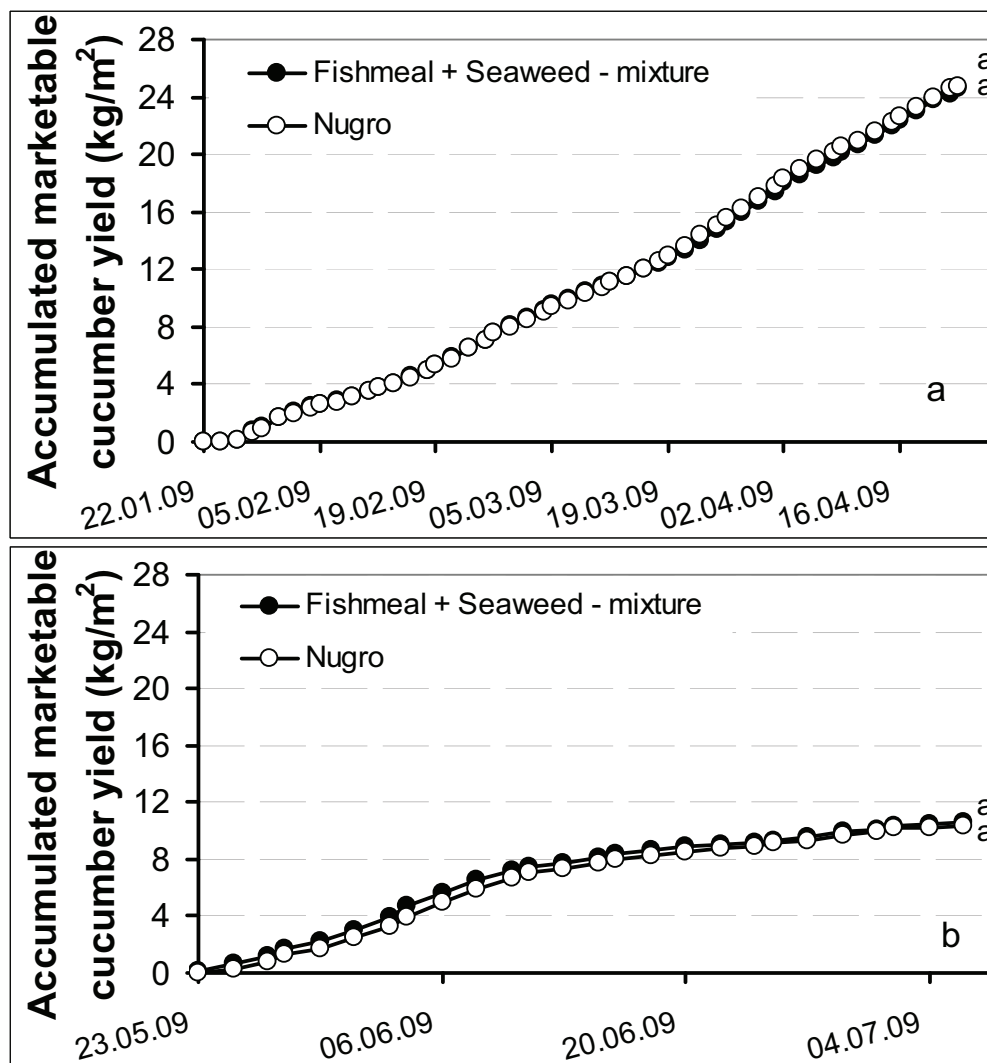 Accumulated marketable
cucumber yield (kg/m²)
28
24
20
16
12
8
4
0
Fishmeal + Seaweed - mixture
Nugro
a
a
a
22.01.09
05.02.09
19.02.09
05.03.09
19.03.09
02.04.09
16.04.09
Accumulated marketable
cucumber yield (kg/m²)
28
24
20
16
12
8
4
0
Fishmeal + Seaweed - mixture
Nugro
a
a
b
23.05.09
06.06.09
20.06.09
04.07.09